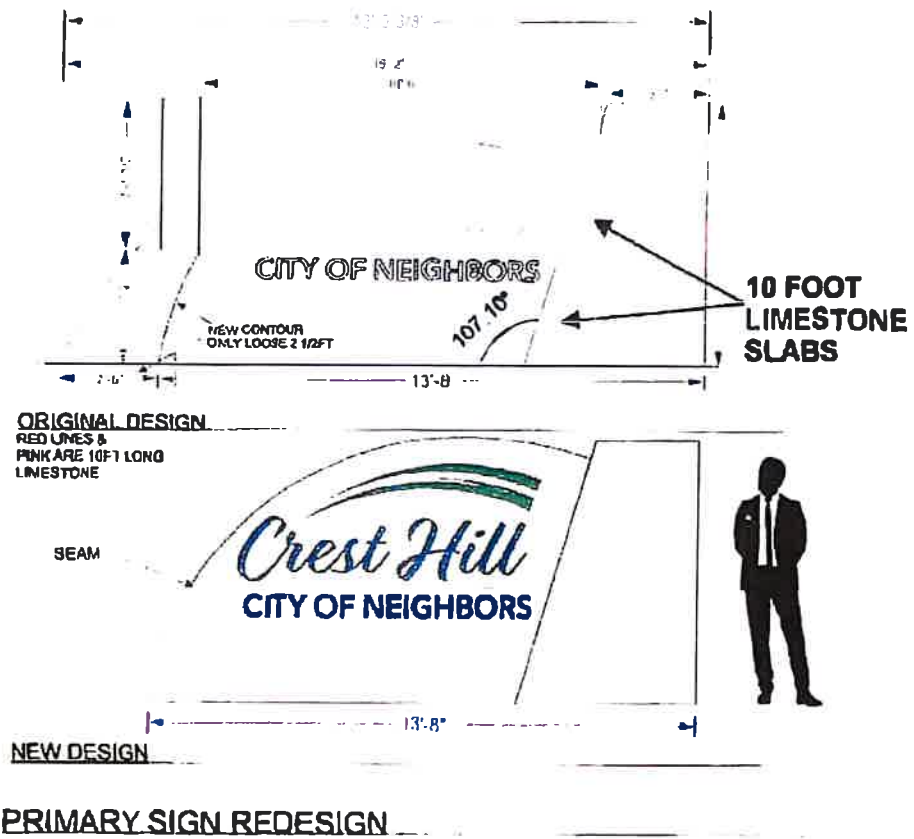 CITY OF NEIGHBORS
107.10°
NEW CONTOUR
ONLY LOOSE 2 1/2FT
10 FOOT
LIMESTONE
SLABS
13'-8
ORIGINAL DESIGN
RED LINES &
PINK ARE 10FT LONG
LIMESTONE
SEAM
Crest Hill
CITY OF NEIGHBORS
13'-8"
NEW DESIGN
PRIMARY SIGN REDESIGN